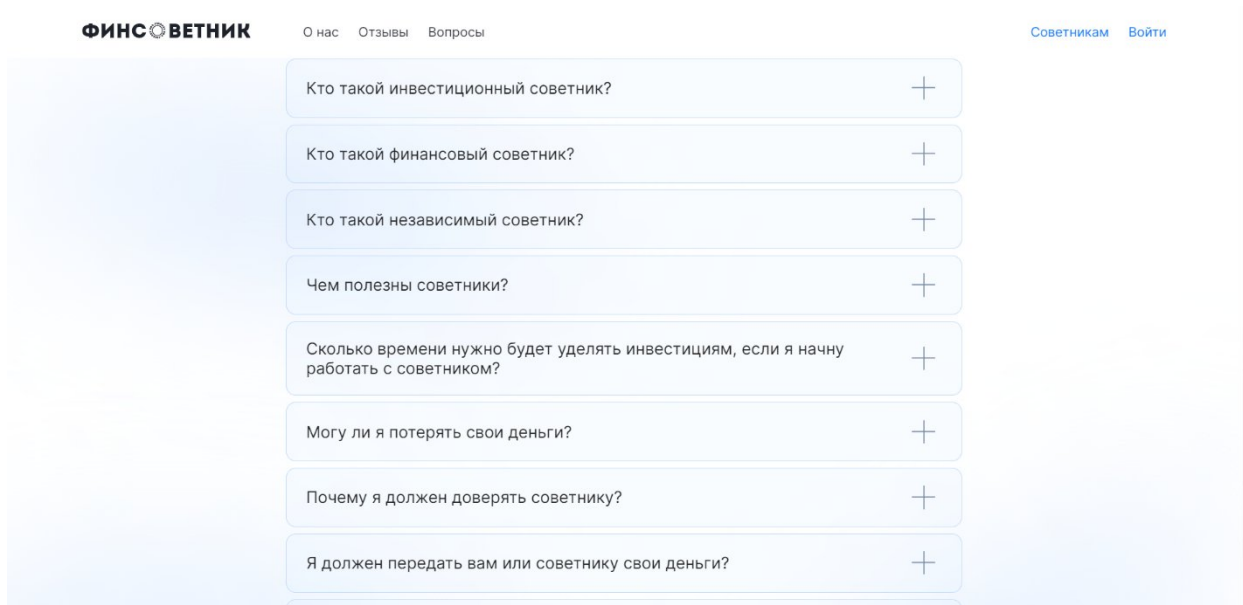 ФИНСОВЕТНИК О нас Отзывы Вопросы Советникам Войти
Кто такой инвестиционный советник?
Кто такой финансовый советник?
Кто такой независимый советник?
Чем полезны советники?
Сколько времени нужно будет уделять инвестициям, если я начну
работать с советником?
Могу ли я потерять свои деньги?
Почему я должен доверять советнику?
Я должен передать вам или советнику свои деньги?